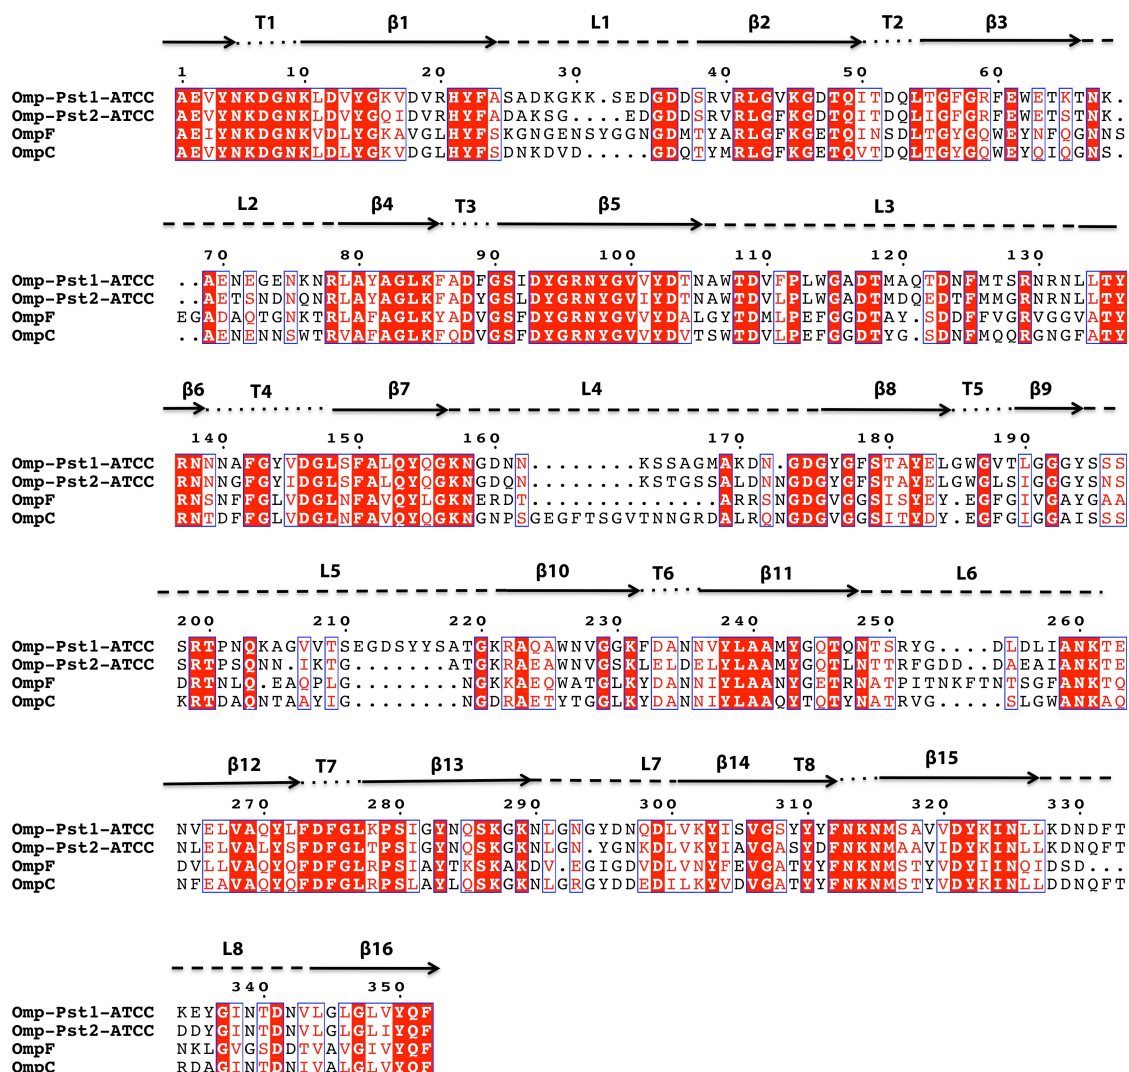 T1 β1 L1 β2 T2 β3
1 10 20 30 40 50 60
Omp-Pst1-ATCC AEVYNKDGNKLDVYGKVDVRHYFASADKGKK.SEDGDDSRVRLGVKGDTQITDQLTGFGRFEWETKTNK.
Omp-Pst2-ATCC AEVYNKDGNKLDVYGQIDVRHYFADAKSG...EDGDDSRVRLGVKGDTQITDQLIGFGRFEWETSTNK.
OmpF AEIYNKDGNKVDLYGKAVGLHYFSKGNGENSYGGNGDMTYARLGFKGETQINSDLTGYGQWEYNFQGNNS
OmpC AEVYNKDGNKLDLYGKVDGLHYFSDNKDVD.....GDQTYMRLGFKGETQVTDQLTGYGQWEYQIQGNS.
L2 β4 T3 β5 L3
70 80 90 100 110 120 130
Omp-Pst1-ATCC ..AENEGENKNRLAYAGLKFADFGSIDYGRNYGVVYDTNAWTDVFPLWGADTMAQTDNFMTSRNRNLLTY
Omp-Pst2-ATCC ..AETSNDNQNRLAYAGLKFADYGSLDYGRNYGVIYDTNAWTDVLPLWGADTMDQEDTFMMGRNRNLLTY
OmpF EGADAQTGNKTRLAFAGLKYADVGSFDYGRNYGVVYDALGYTDMLPEFGGDTAY.SDDFFVGRVGGVATY
OmpC ..AENENNSWTRVAFAGLKFQDVGSFDYGRNYGVVYDVTSWTDVLPEFGGDTYG.SDNFMQQRGNGFATY
β6 T4 β7 L4 β8 T5 β9
140 150 160 170 180 190
Omp-Pst1-ATCC RNNNAFGYVDGLSFALQYQGKNGDNN........KSSAGMAKDN.GDGYGFSTAYELGWGVTLGGGYSSS
Omp-Pst2-ATCC RNNNGFGYIDGLSFALQYQGKNGDQN........KSTGSSALDNNGDGYGFSTAYELGWGLSIGGGYSNS
OmpF RNSNFFGLVDGLNFAVQYLGKNERDT..............ARRSNGDGVGGSISYEY.EGFGIVGAYGAA
OmpC RNTDFFGLVDGLNFAVQYQGKNGNPSGEGFTSGVTNNGRDALRQNGDGVGGSITYDY.EGFGIGGAISSS
L5 β10 T6 β11 L6
200 210 220 230 240 250 260
Omp-Pst1-ATCC SRTPNQKAGVVTSEGDSYYSATGKRAQAWNVGGKFDANNVYLAAMYGQTQNTSRYG....DLDLIANKTE
Omp-Pst2-ATCC SRTPSQNN.IKTG.......ATGKRAEAWNVGSKLELDELYLAAMYGQTLNTTRFGDD.DAEAIANKTE
OmpF DRTNLQ.EAQPLG........NGKKAEQWATGLKYDANNIYLAANYGETRNATPITNKFTNTSGFANKTQ
OmpC KRTDAQNTAAYIG........NGDRAETYTGGLKYDANNIYLAAQYTQTYNATRVG.....SLGWANKAQ
β12 T7 β13 L7 β14 T8 β15
270 280 290 300 310 320 330
Omp-Pst1-ATCC NVELVAQYLFDFGLKPSIGYNQSKGKNLGNGYDNQDLVKYISVGSYYYFNKNMSAVVDYKINLLKDNDFT
Omp-Pst2-ATCC NLELVALYSFDFGLTPSIGYNQSKGKNLGN.YGNKDLVKYIAVGASYDFNKNMAAVIDYKINLLKDNQFT
OmpF DVLLVAQYQFDFGLRPSIAYTKSKAKDV.EGIGDVDLVNYFEVGATYYFNKNMSTYVDYIINQIDSD...
OmpC NFEAVAQYQFDFGLRPSLAYLQSKGKNLGRGYDDEDILKYVDVGATYYFNKNMSTYVDYKINLLDDNQFT
L8 β16
340 350
Omp-Pst1-ATCC KEYGINTDNVLGLGLVYQF
Omp-Pst2-ATCC DDYGINTDNVLGLGLIYQF
OmpF NKLGVGSDDTVAVGIVYQF
OmpC RDAGINTDNIVALGLVYQF